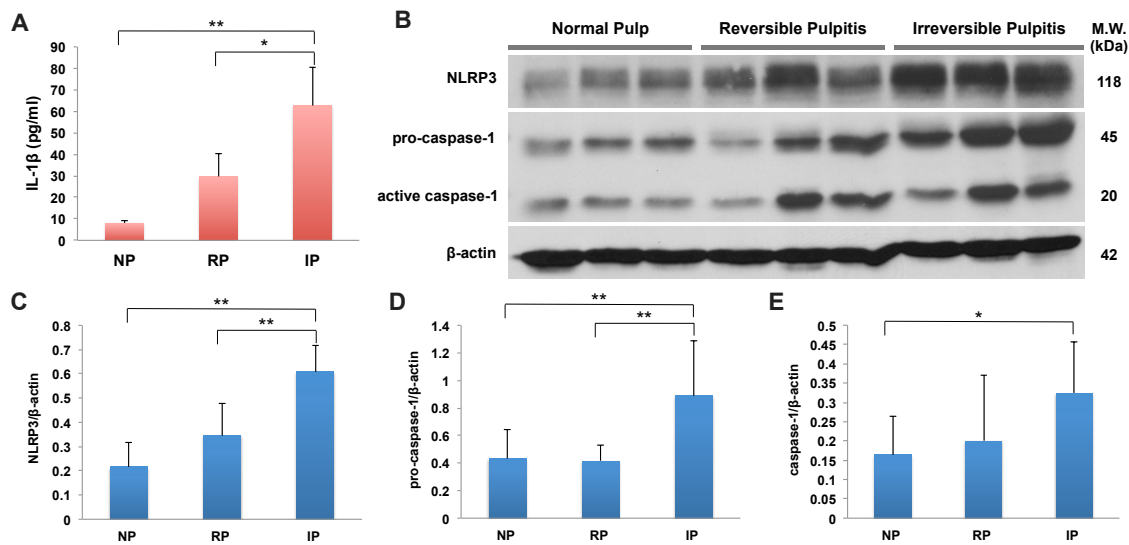 A
**
*
IL-1β (pg/ml)
90
80
70
60
50
40
30
20
10
0
NP RP IP
B
Normal Pulp Reversible Pulpitis Irreversible Pulpitis M.W.
(kDa)
NLRP3 118
pro-caspase-1 45
active caspase-1 20
β-actin 42
C
**
**
NLRP3/β-actin
0.8
0.7
0.6
0.5
0.4
0.3
0.2
0.1
0
NP RP IP
D
**
**
pro-caspase-1/β-actin
1.4
1.2
1
0.8
0.6
0.4
0.2
0
NP RP IP
E
*
caspase-1/β-actin
0.5
0.45
0.4
0.35
0.3
0.25
0.2
0.15
0.1
0.05
0
NP RP IP